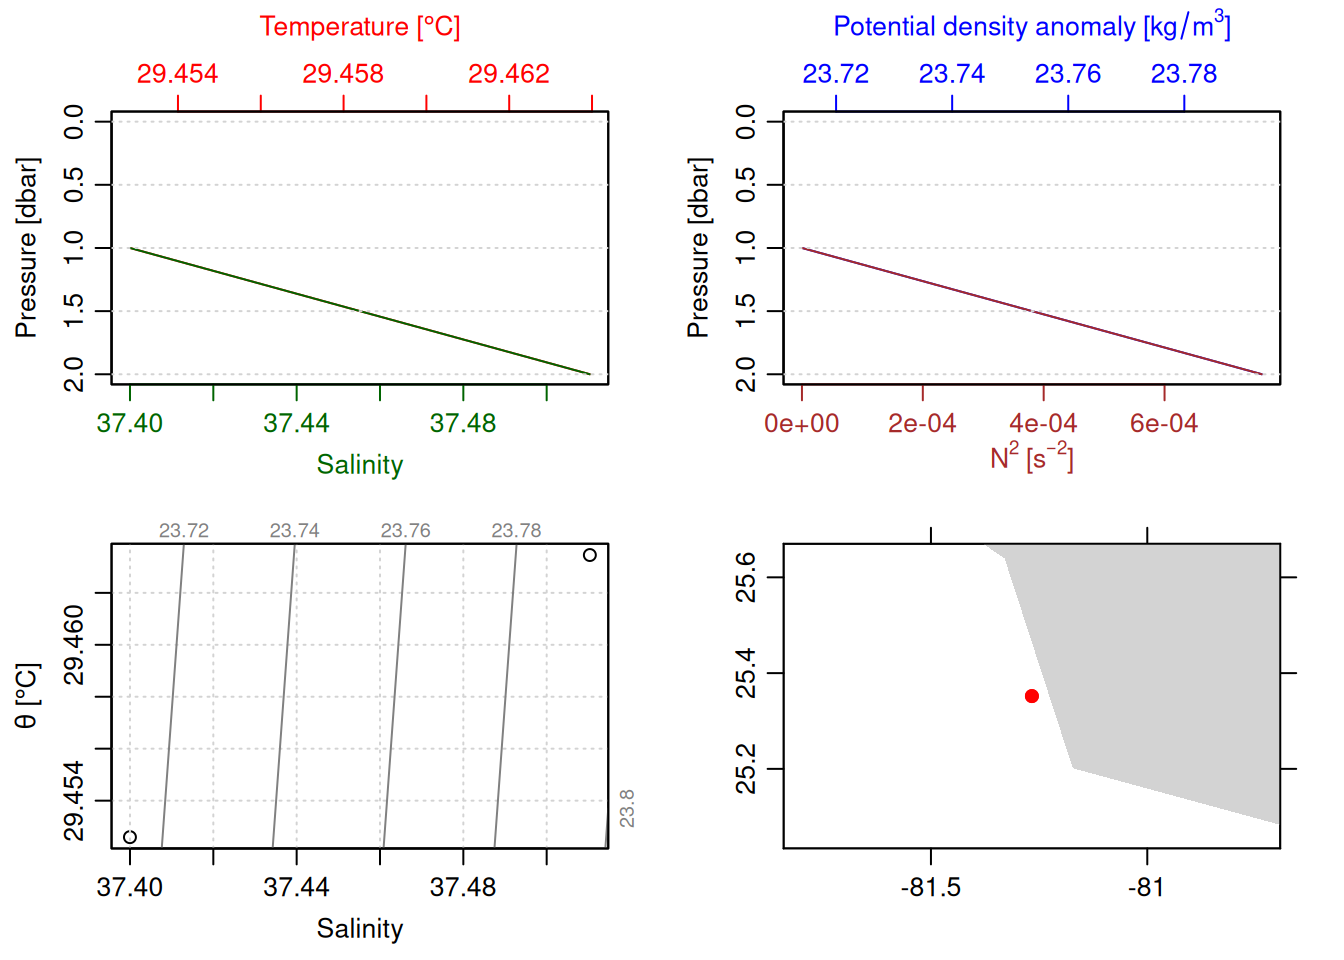 Temperature [°C]
29.454 29.458 29.462
0.0 0.5 1.0 1.5 2.0
Pressure [dbar]
37.40 37.44 37.48
Salinity
Potential density anomaly [kg/m³]
23.72 23.74 23.76 23.78
0.0 0.5 1.0 1.5 2.0
Pressure [dbar]
0e+00 2e-04 4e-04 6e-04
N² [s⁻²]
23.72 23.74 23.76 23.78
23.8
29.454 29.460
θ [°C]
37.40 37.44 37.48
Salinity
25.2 25.4 25.6
-81.5 -81